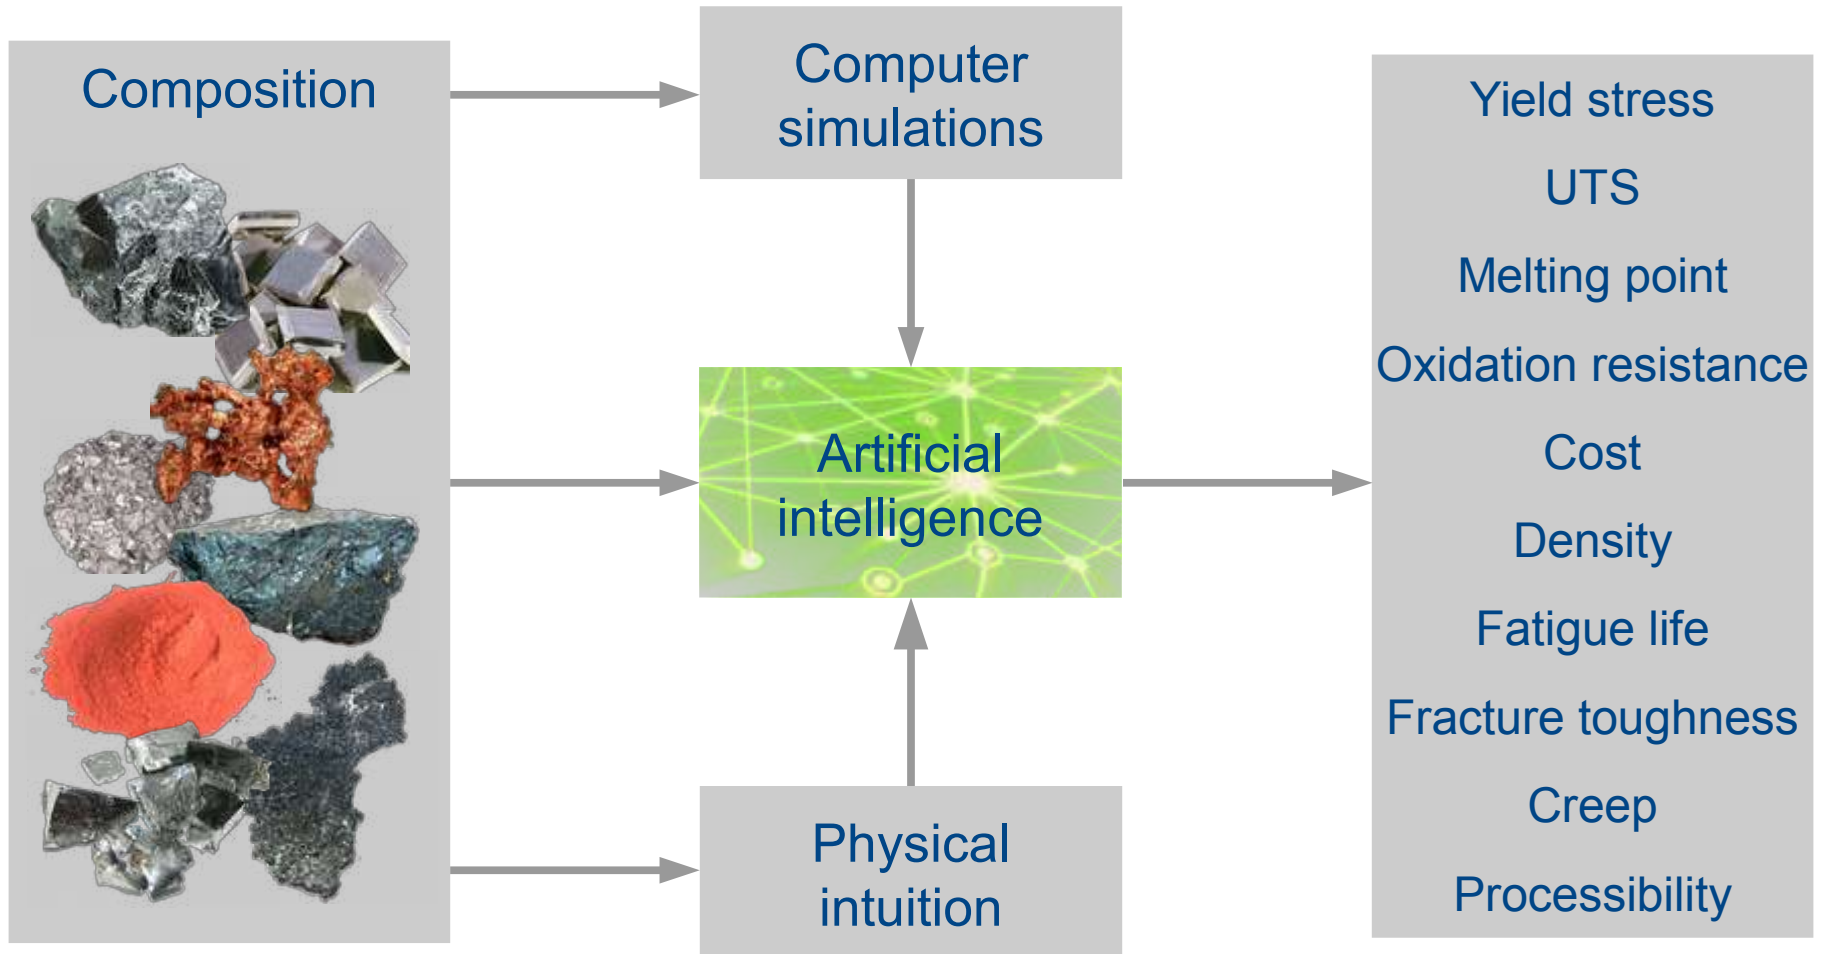 Composition
Computer
simulations
Artificial
intelligence
Physical
intuition
Yield stress
UTS
Melting point
Oxidation resistance
Cost
Density
Fatigue life
Fracture toughness
Creep
Processibility